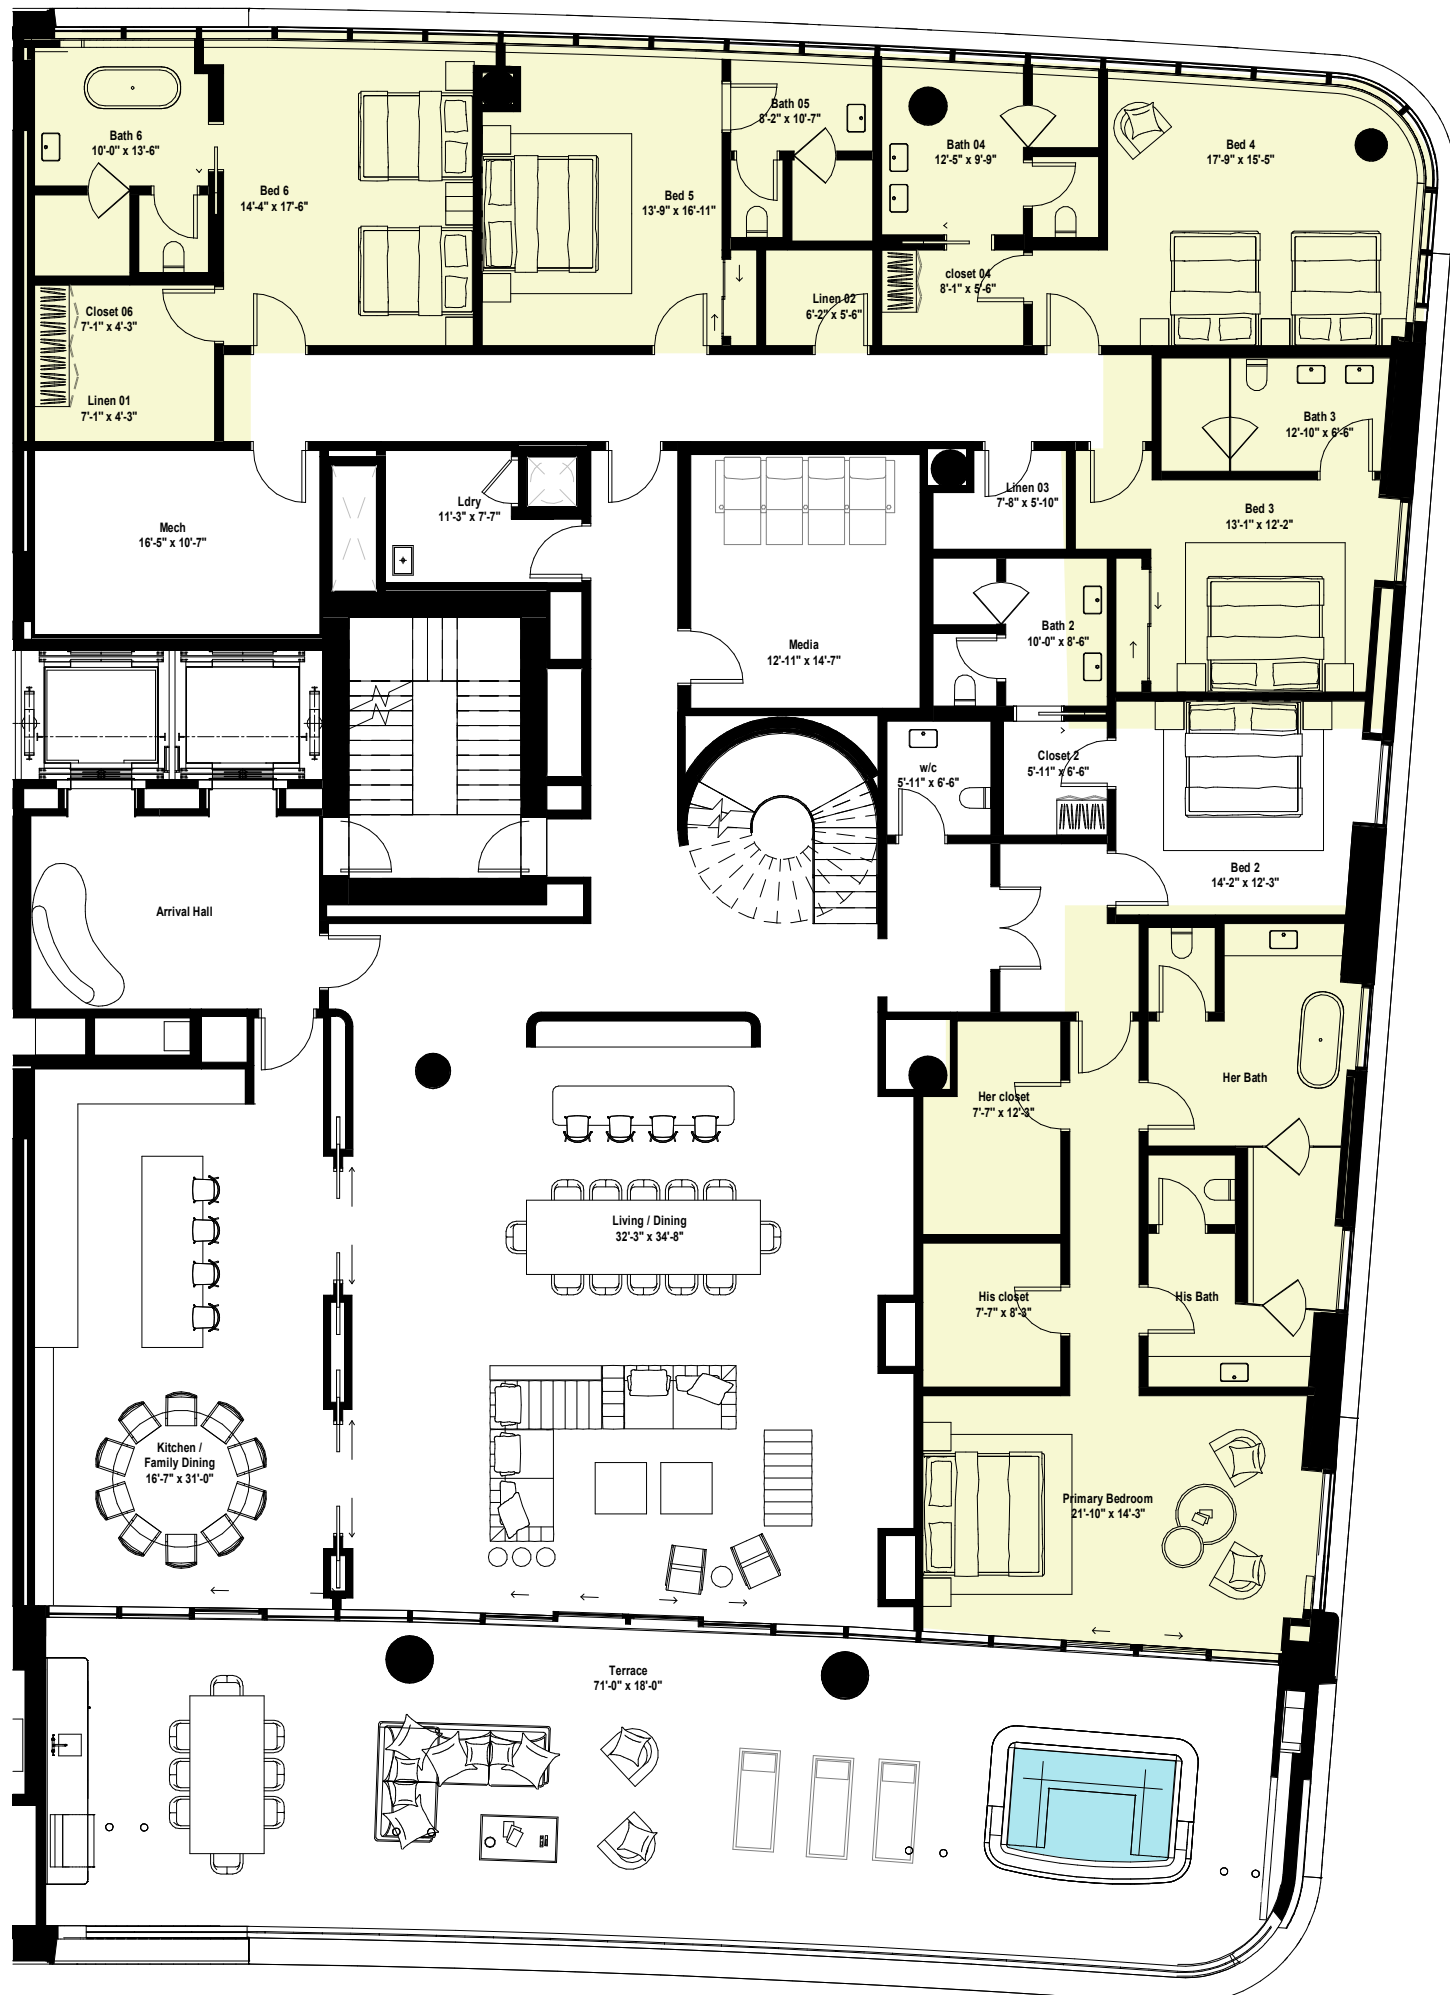 Bath 6
10'-0" x 13'-6"
Bed 6
14'-4" x 17'-6"
Bed 5
13'-9" x 16'-11"
Bath 05
8'-2" x 10'-7"
Bath 04
12'-5" x 9'-9"
Bed 4
17'-9" x 15'-5"
Closet 06
7'-1" x 4'-3"
Linen 02
6'-2" x 5'-6"
closet 04
8'-1" x 5'-6"
Linen 01
7'-1" x 4'-3"
Bath 3
12'-10" x 6'-6"
Mech
16'-5" x 10'-7"
Ldry
11'-3" x 7'-7"
Linen 03
7'-8" x 5'-10"
Bed 3
13'-1" x 12'-2"
Media
12'-11" x 14'-7"
Bath 2
10'-0" x 8'-6"
w/c
5'-11" x 6'-6"
Closet 2
5'-11" x 6'-6"
Bed 2
14'-2" x 12'-3"
Arrival Hall
Her closet
7'-7" x 12'-3"
Her Bath
Living / Dining
32'-3" x 34'-8"
His closet
7'-7" x 8'-3"
His Bath
Kitchen /
Family Dining
16'-7" x 31'-0"
Primary Bedroom
21'-10" x 14'-3"
Terrace
71'-0" x 18'-0"